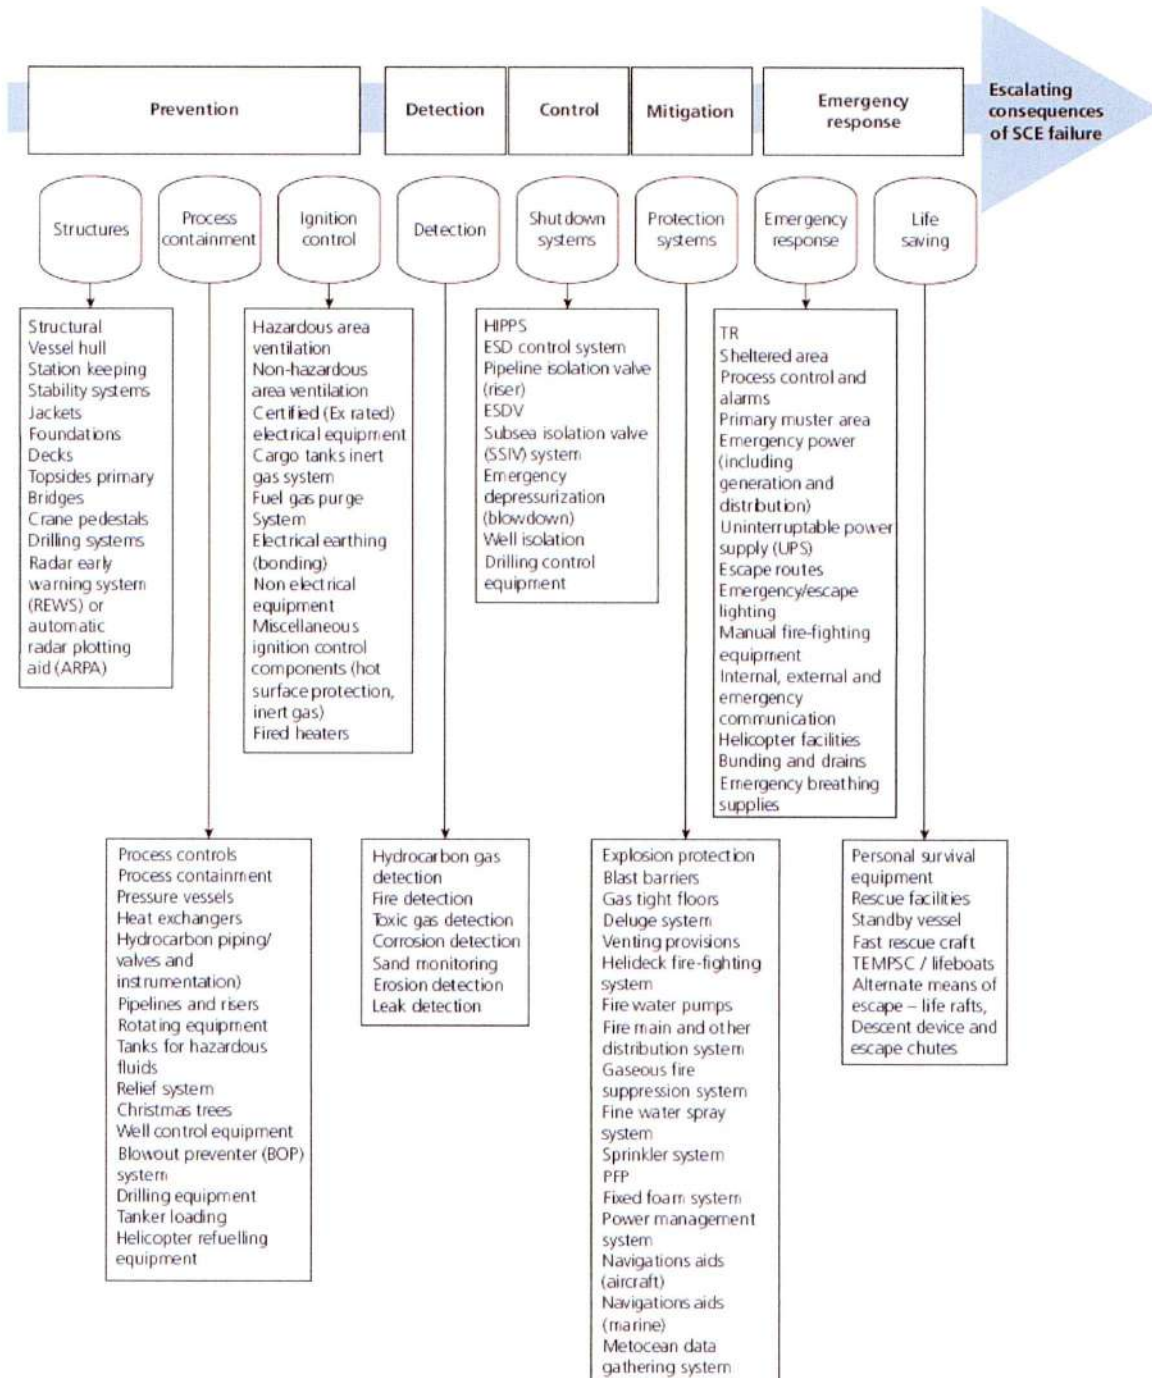 Prevention
Detection
Control
Mitigation
Emergency
response
Escalating
consequences
of SCE failure
Structures
Process
containment
Ignition
control
Detection
Shutdown
systems
Protection
systems
Emergency
response
Life
saving
Structural
Vessel hull
Station keeping
Stability systems
Jackets
Foundations
Decks
Topsides primary
Bridges
Crane pedestals
Drilling systems
Radar early
warning system
(REWS) or
automatic
radar plotting
aid (ARPA)
Hazardous area
ventilation
Non-hazardous
area ventilation
Certified (Ex rated)
electrical equipment
Cargo tanks inert
gas system
Fuel gas purge
System
Electrical earthing
(bonding)
Non electrical
equipment
Miscellaneous
ignition control
components (hot
surface protection,
inert gas)
Fired heaters
HIPPS
ESD control system
Pipeline isolation valve
(riser)
ESDV
Subsea isolation valve
(SSIV) system
Emergency
depressurization
(blowdown)
Well isolation
Drilling control
equipment
TR
Sheltered area
Process control and
alarms
Primary muster area
Emergency power
(including
generation and
distribution)
Uninterruptable power
supply (UPS)
Escape routes
Emergency/escape
lighting
Manual fire-fighting
equipment
Internal, external and
emergency
communication
Helicopter facilities
Bunding and drains
Emergency breathing
supplies
Process controls
Process containment
Pressure vessels
Heat exchangers
Hydrocarbon piping/
valves and
instrumentation)
Pipelines and risers
Rotating equipment
Tanks for hazardous
fluids
Relief system
Christmas trees
Well control equipment
Blowout preventer (BOP)
system
Drilling equipment
Tanker loading
Helicopter refuelling
equipment
Hydrocarbon gas
detection
Fire detection
Toxic gas detection
Corrosion detection
Sand monitoring
Erosion detection
Leak detection
Explosion protection
Blast barriers
Gas tight floors
Deluge system
Venting provisions
Helideck fire-fighting
system
Fire water pumps
Fire main and other
distribution system
Gaseous fire
suppression system
Fine water spray
system
Sprinkler system
PFP
Fixed foam system
Power management
system
Navigations aids
(aircraft)
Navigations aids
(marine)
Metocean data
gathering system
Personal survival
equipment
Rescue facilities
Standby vessel
Fast rescue craft
TEMPSC / lifeboats
Alternate means of
escape – life rafts,
Descent device and
escape chutes